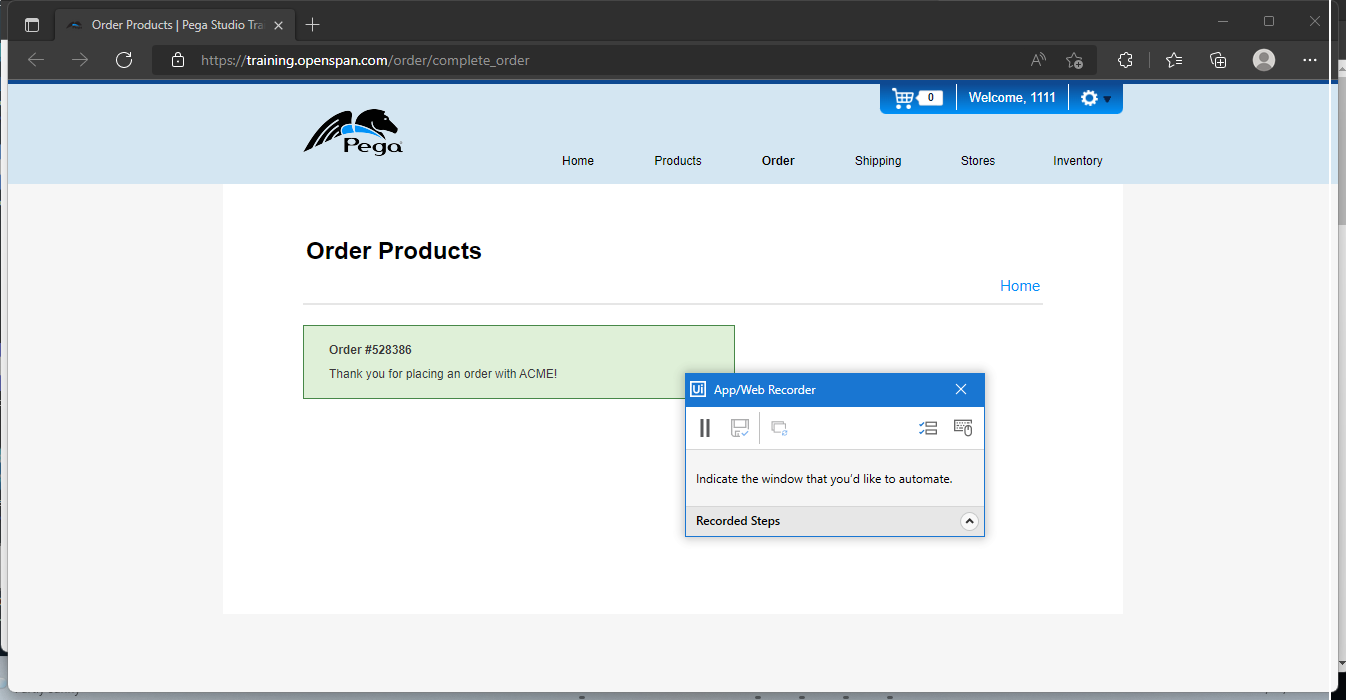 Order Products | Pega Studio Tra
https://training.openspan.com/order/complete_order
0
Welcome, 1111
Pega
Home
Products
Order
Shipping
Stores
Inventory
Order Products
Home
Order #528386
Thank you for placing an order with ACME!
Ui App/Web Recorder
Indicate the window that you'd like to automate.
Recorded Steps